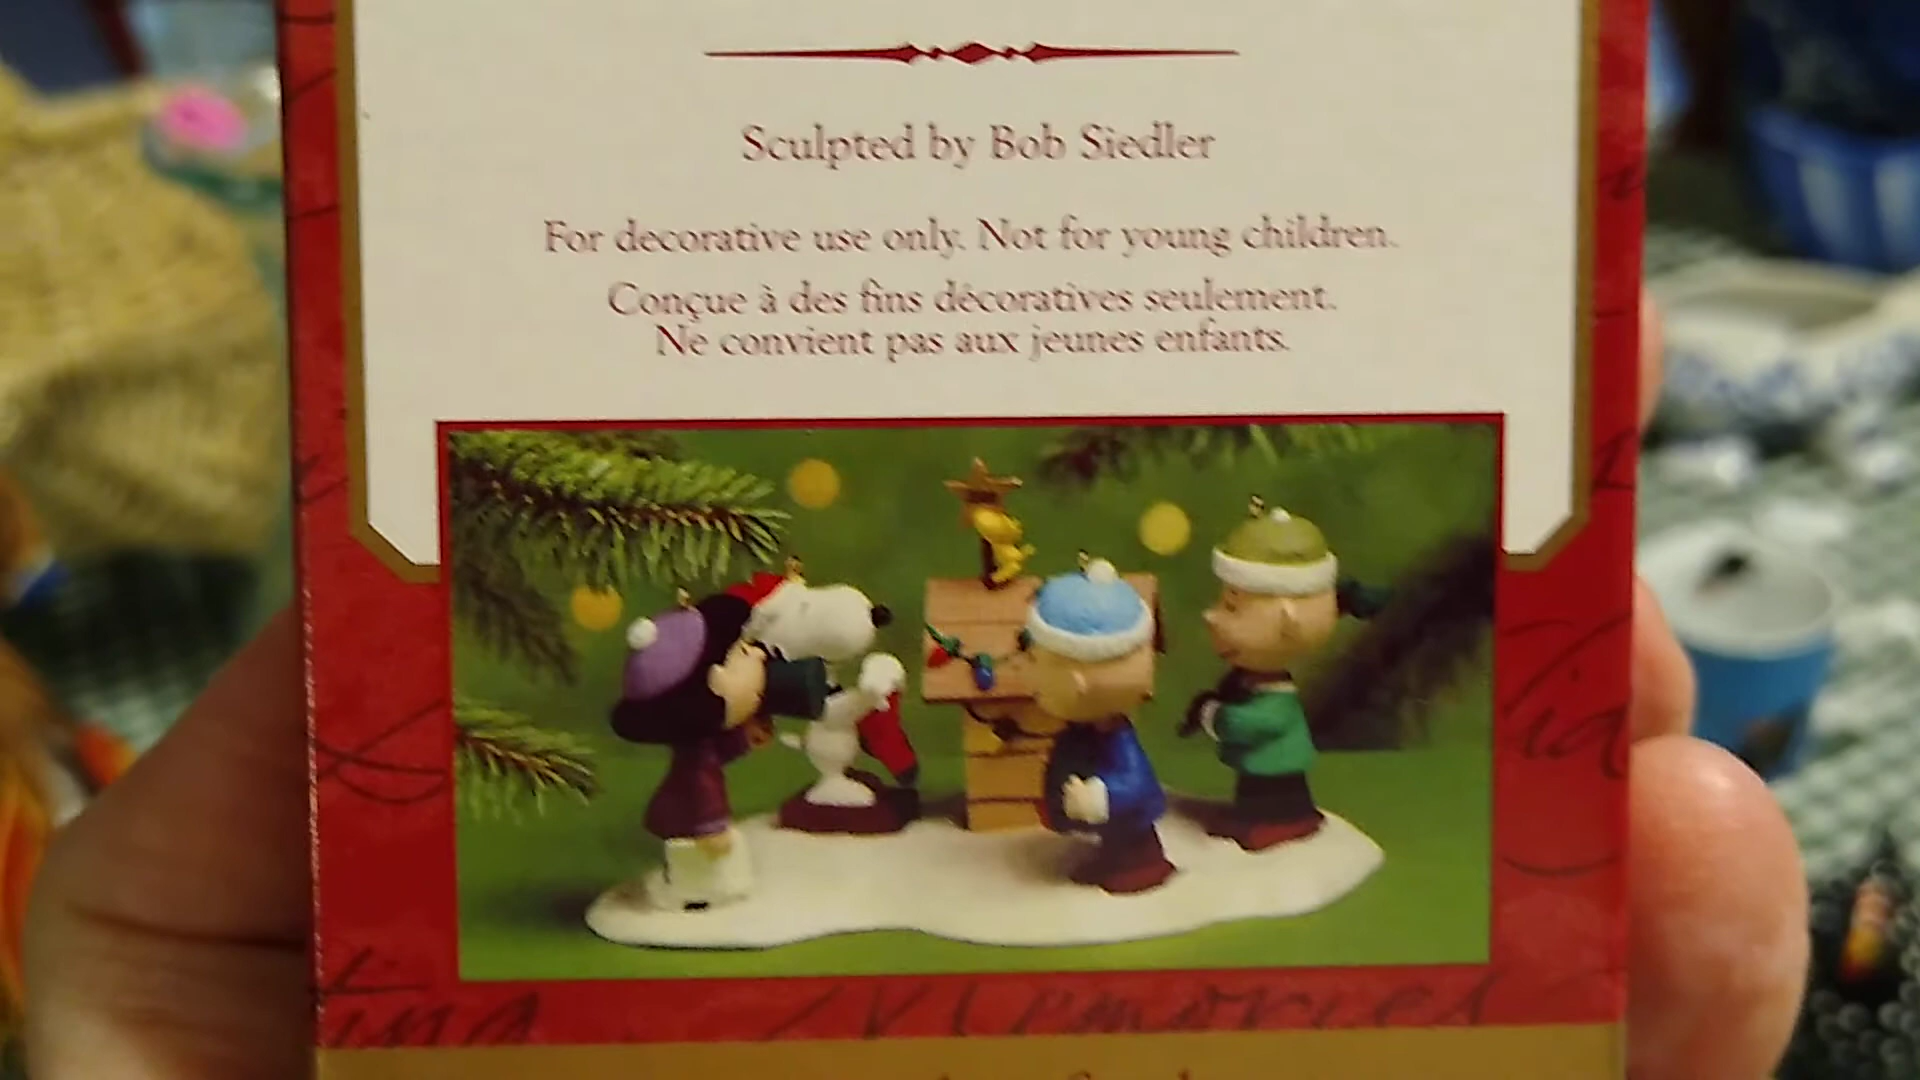 Sculpted by Bob Siedler
For decorative use only. Not for young children.
Conçue à des fins décoratives seulement.
Ne convient pas aux jeunes enfants.
Memories